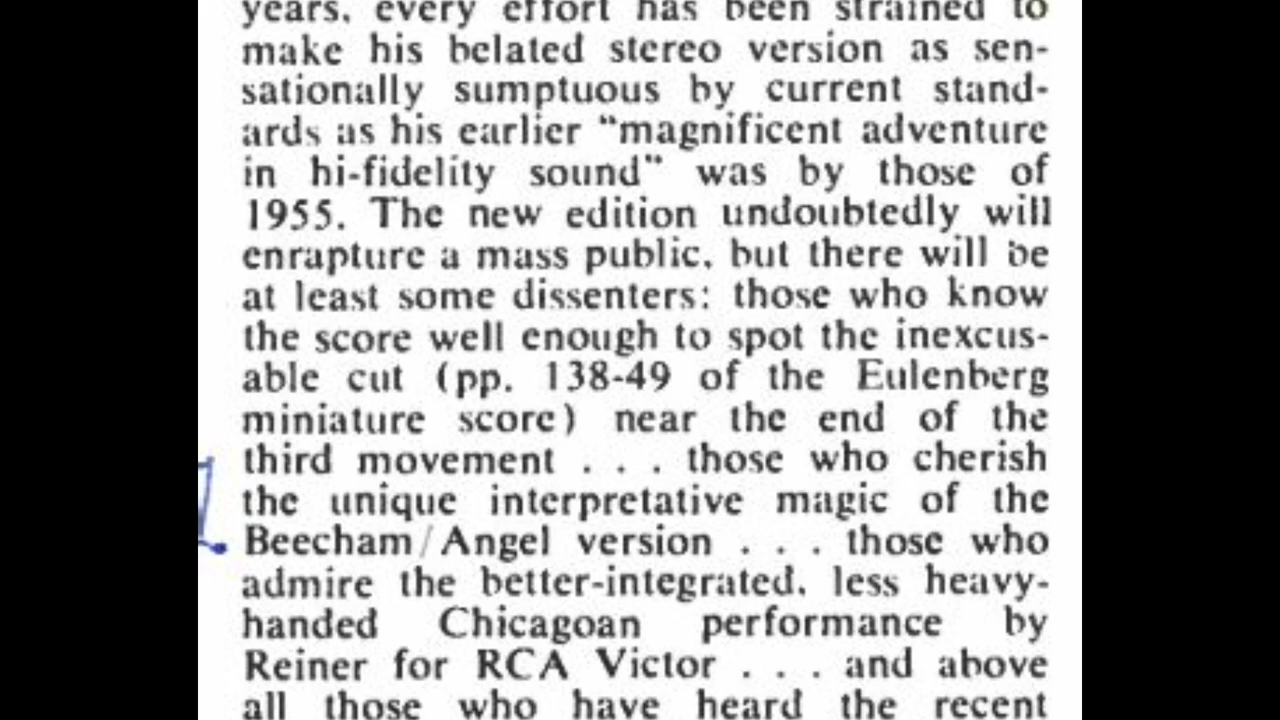 years, every effort has been strained to
make his belated stereo version as sen-
sationally sumptuous by current stand-
ards as his earlier "magnificent adventure
in hi-fidelity sound" was by those of
1955. The new edition undoubtedly will
enrapture a mass public, but there will be
at least some dissenters: those who know
the score well enough to spot the inexcus-
able cut (pp. 138-49 of the Eulenberg
miniature score) near the end of the
third movement . . . those who cherish
the unique interpretative magic of the
Beecham/Angel version . . . those who
admire the better-integrated, less heavy-
handed Chicagoan performance by
Reiner for RCA Victor . . . and above
all those who have heard the recent